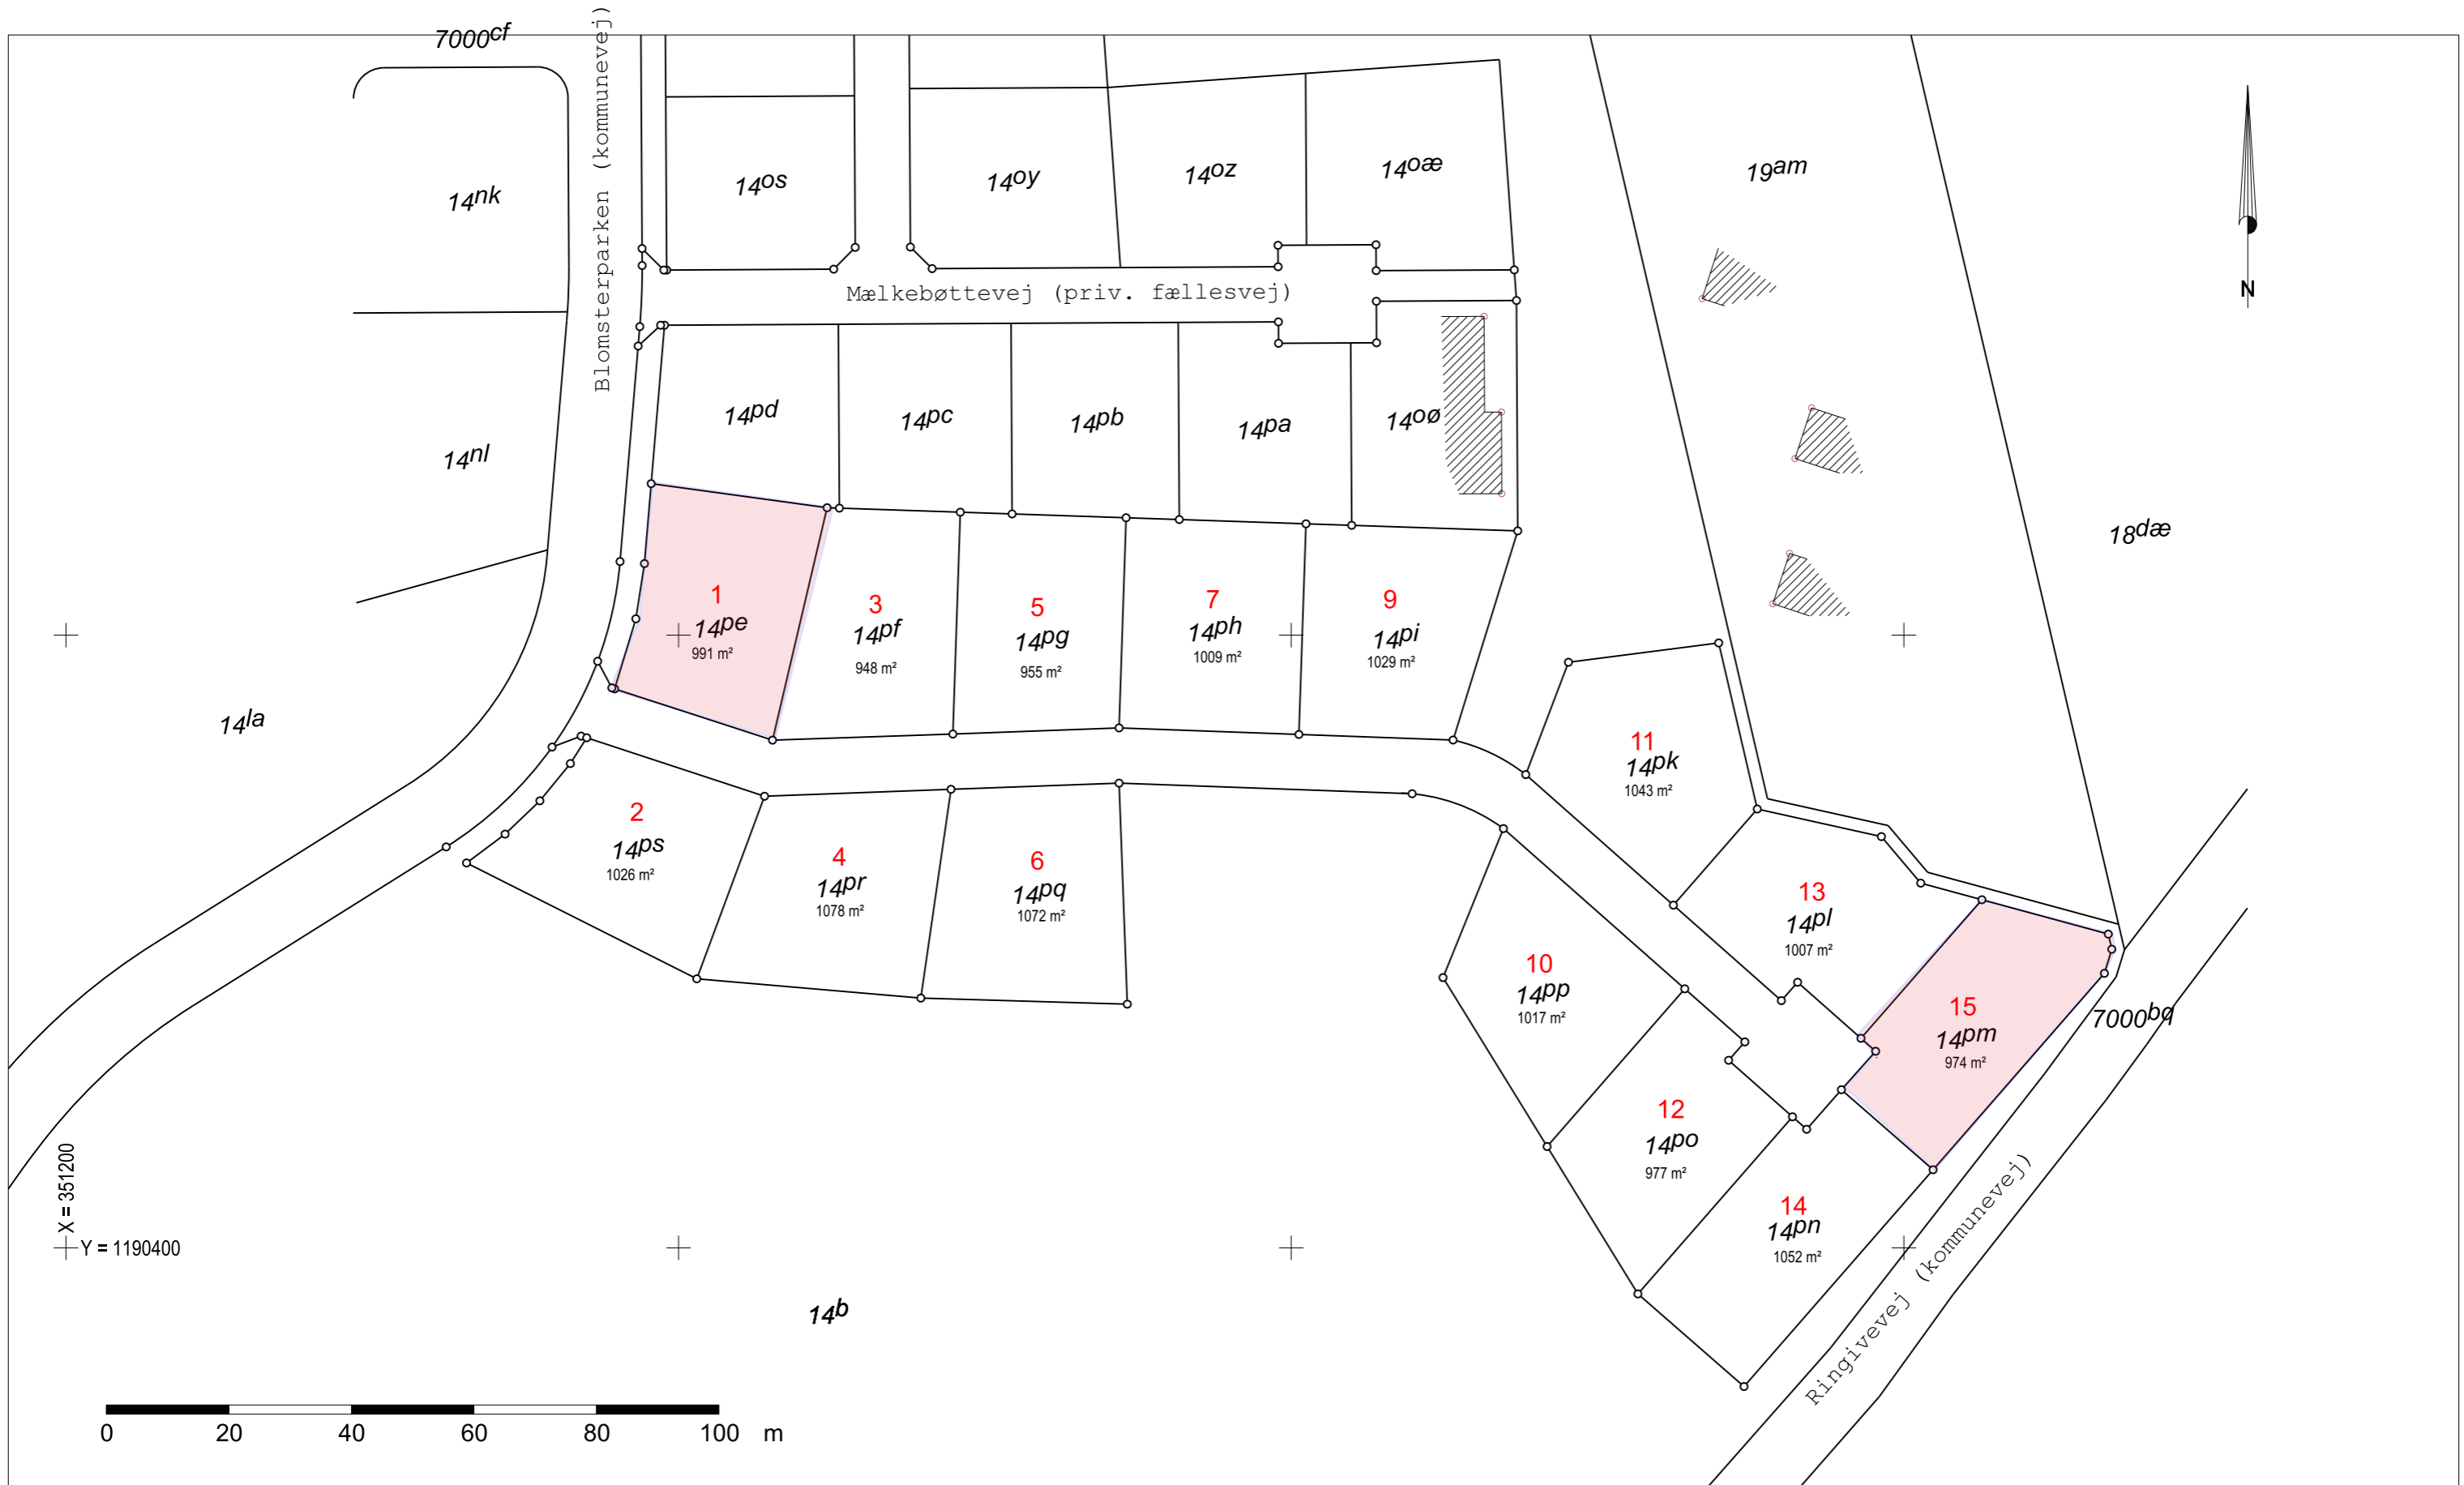 7000cf
Blomsterparken (kommunevej)
14nk
14os
14oy
14oz
14oæ
19am
N
Mælkebøttevej (priv. fællesvej)
14nl
14pd
14pc
14pb
14pa
14oø
18dæ
1
14pe
991 m²
3
14pf
948 m²
5
14pg
955 m²
7
14ph
1009 m²
9
14pi
1029 m²
14la
11
14pk
1043 m²
2
14ps
1026 m²
4
14pr
1078 m²
6
14pq
1072 m²
13
14pl
1007 m²
10
14pp
1017 m²
15
14pm
974 m²
7000bq
12
14po
977 m²
14
14pn
1052 m²
Ringivevej (kommunevej)
X = 351200
Y = 1190400
14b
0 20 40 60 80 100 m